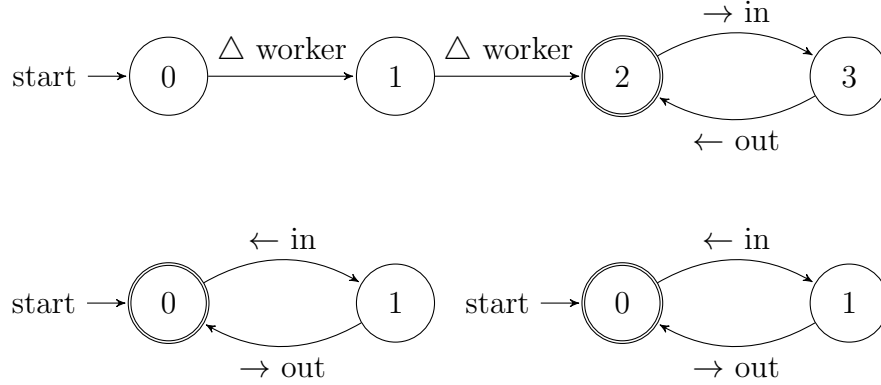 → in
△ worker
△ worker
start
0
1
2
3
← out
← in
← in
start
0
1
start
0
1
→ out
→ out